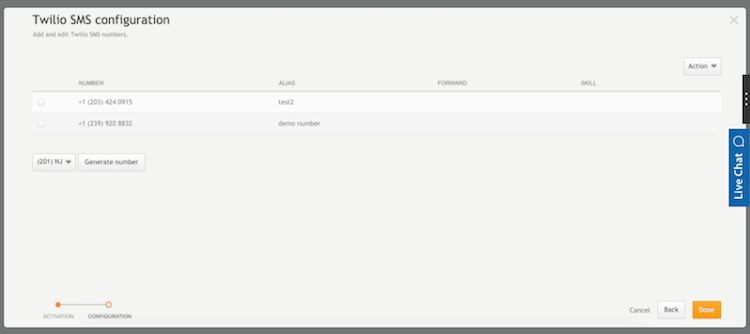 Twilio SMS configuration
Add and edit Twilio SMS numbers.
Action
NUMBER ALIAS FORWARD SKILL
+1 (203) 424 0915 test2
+1 (239) 920 8832 demo number
Live Chat
(201) NJ Generate number
ACTIVATION CONFIGURATION
Cancel Back Done